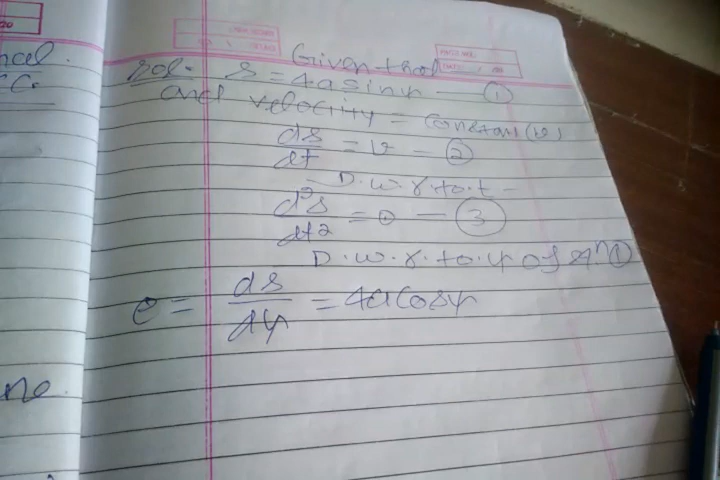 Given that
sol. s = 4a sinψ — ①
and velocity = constant (v)
ds/dt = v — ②
— D.w.r.to.t —
d²s/dt² = 0 — ③
D.w.r.to.ψ of eqⁿ ①
ρ = ds/dψ = 4a cosψ
ne.